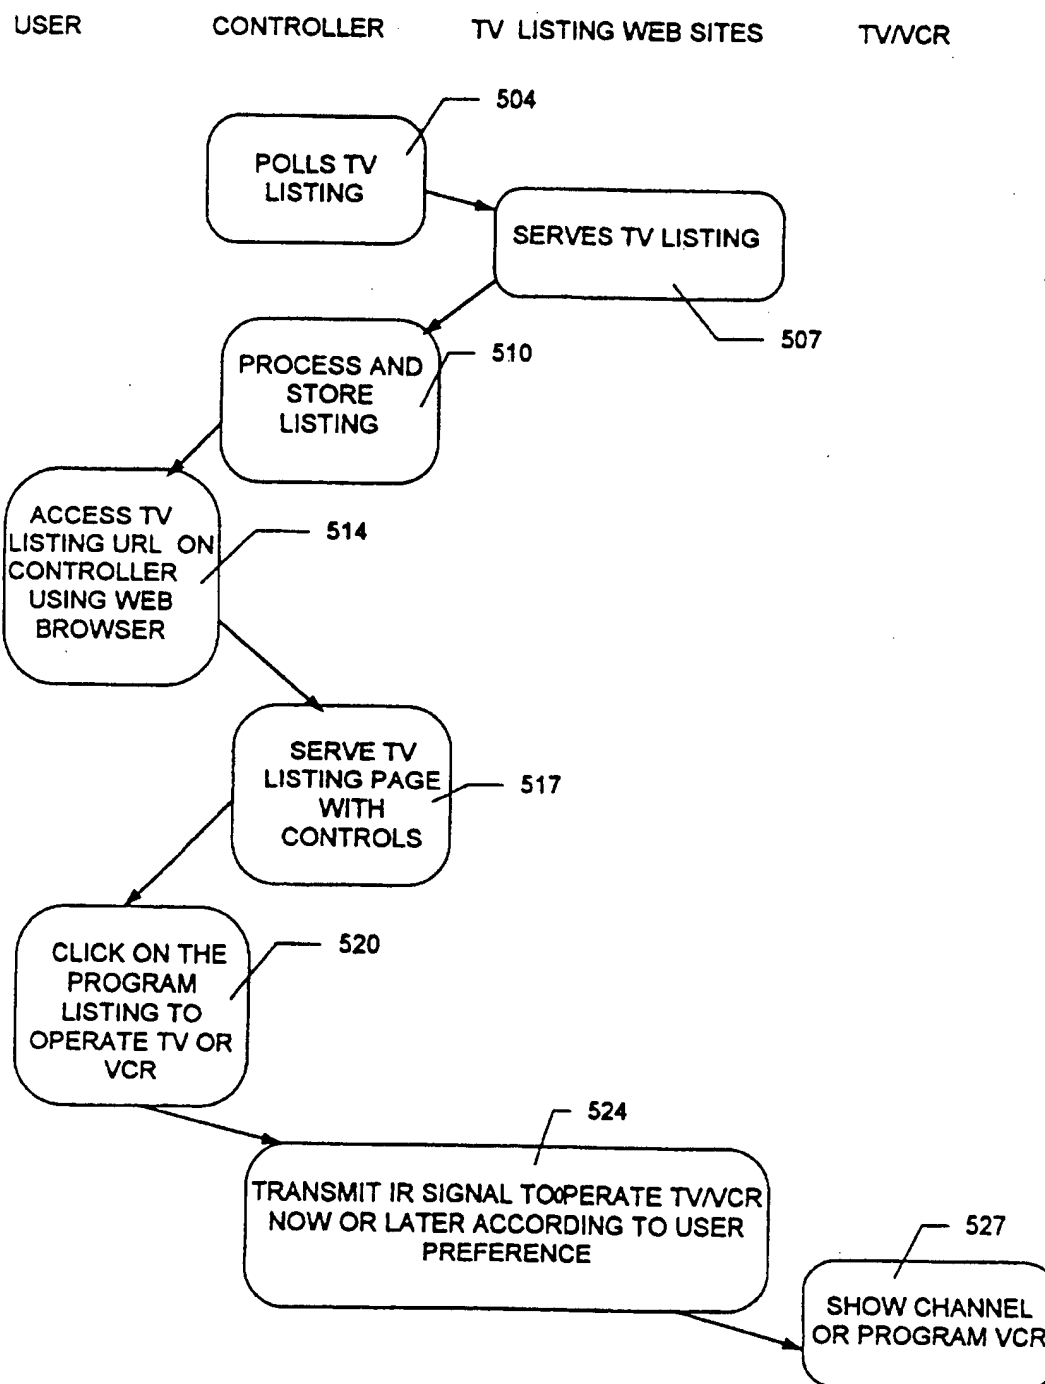 USER CONTROLLER TV LISTING WEB SITES TV/VCR
504
POLLS TV
LISTING
SERVES TV LISTING
507
510
PROCESS AND
STORE
LISTING
514
ACCESS TV
LISTING URL ON
CONTROLLER
USING WEB
BROWSER
SERVE TV
LISTING PAGE
WITH
CONTROLS
517
520
CLICK ON THE
PROGRAM
LISTING TO
OPERATE TV OR
VCR
524
TRANSMIT IR SIGNAL TOOPERATE TV/VCR
NOW OR LATER ACCORDING TO USER
PREFERENCE
527
SHOW CHANNEL
OR PROGRAM VCR